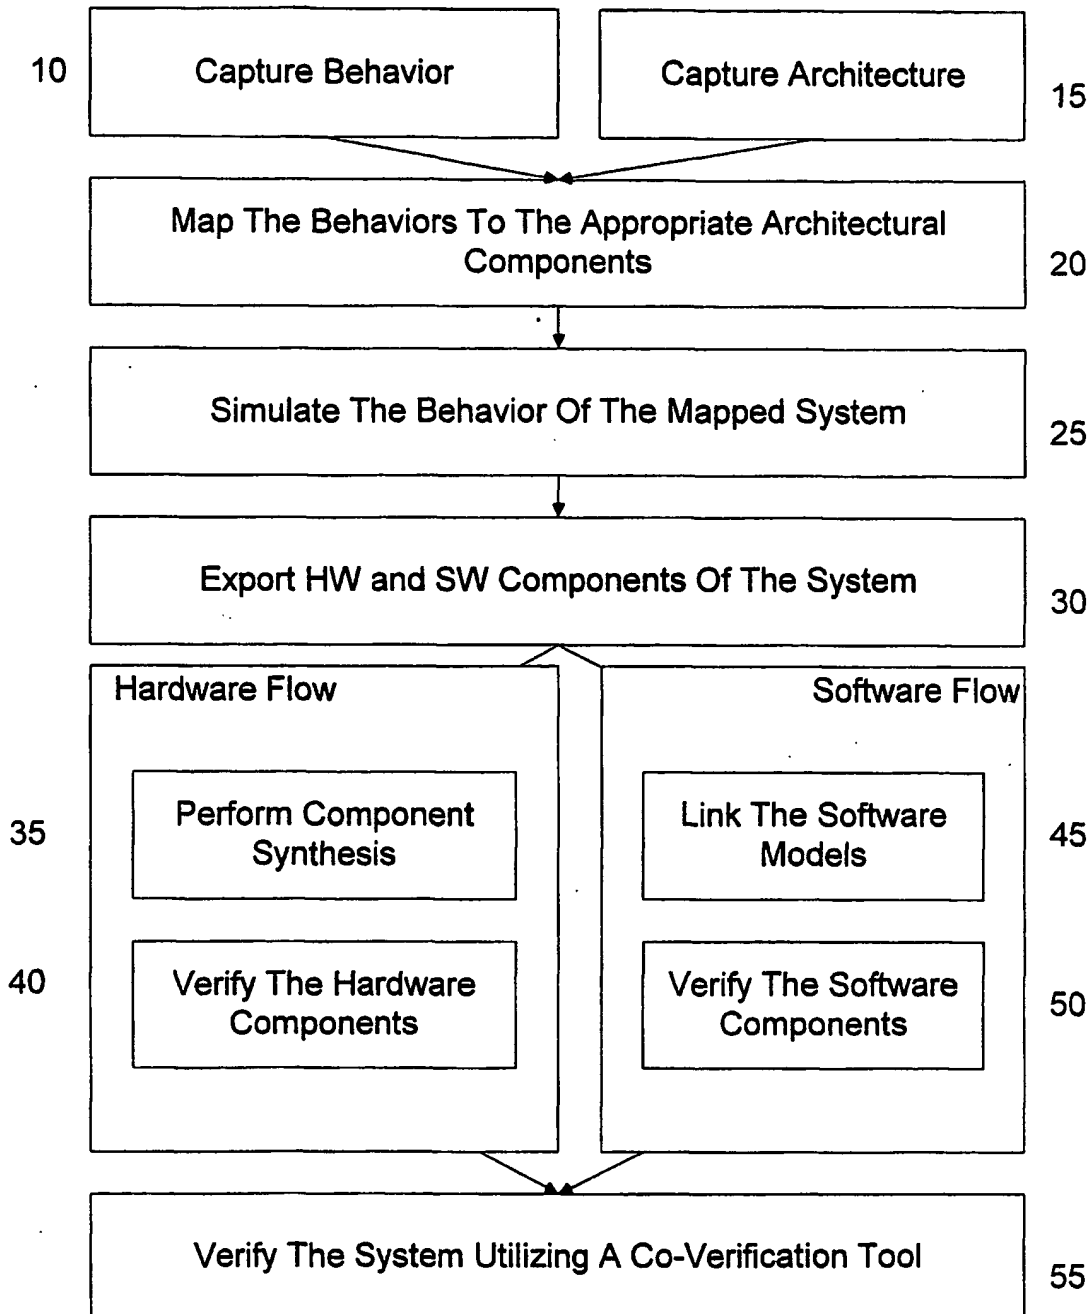 10
Capture Behavior
Capture Architecture
15
Map The Behaviors To The Appropriate Architectural
Components
20
Simulate The Behavior Of The Mapped System
25
Export HW and SW Components Of The System
30
Hardware Flow
Software Flow
35
Perform Component
Synthesis
Link The Software
Models
45
40
Verify The Hardware
Components
Verify The Software
Components
50
Verify The System Utilizing A Co-Verification Tool
55